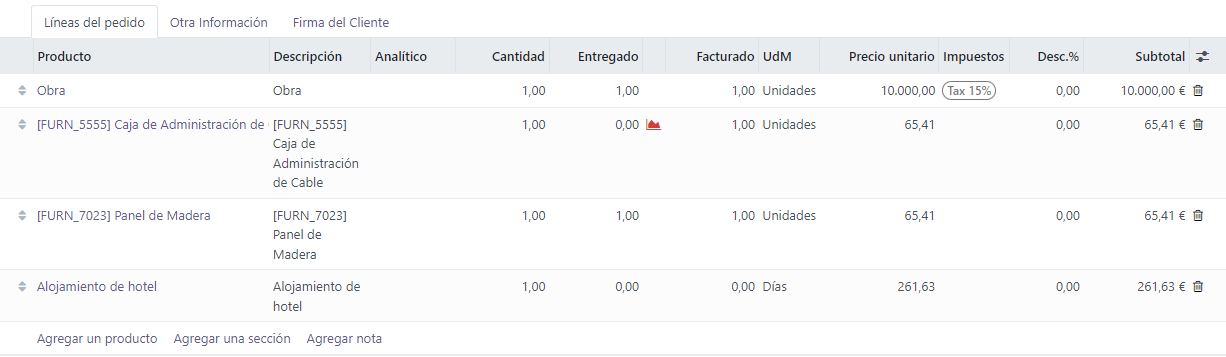 Líneas del pedido Otra Información Firma del Cliente
Producto Descripción Analítico Cantidad Entregado Facturado UdM Precio unitario Impuestos Desc.% Subtotal
Obra Obra 1,00 1,00 1,00 Unidades 10.000,00 Tax 15% 0,00 10.000,00 €
[FURN_5555] Caja de Administración de [FURN_5555] 1,00 0,00 1,00 Unidades 65,41 0,00 65,41 €
Caja de
Administración
de Cable
[FURN_7023] Panel de Madera [FURN_7023] 1,00 1,00 1,00 Unidades 65,41 0,00 65,41 €
Panel de
Madera
Alojamiento de hotel Alojamiento de 1,00 0,00 0,00 Días 261,63 0,00 261,63 €
hotel
Agregar un producto Agregar una sección Agregar nota